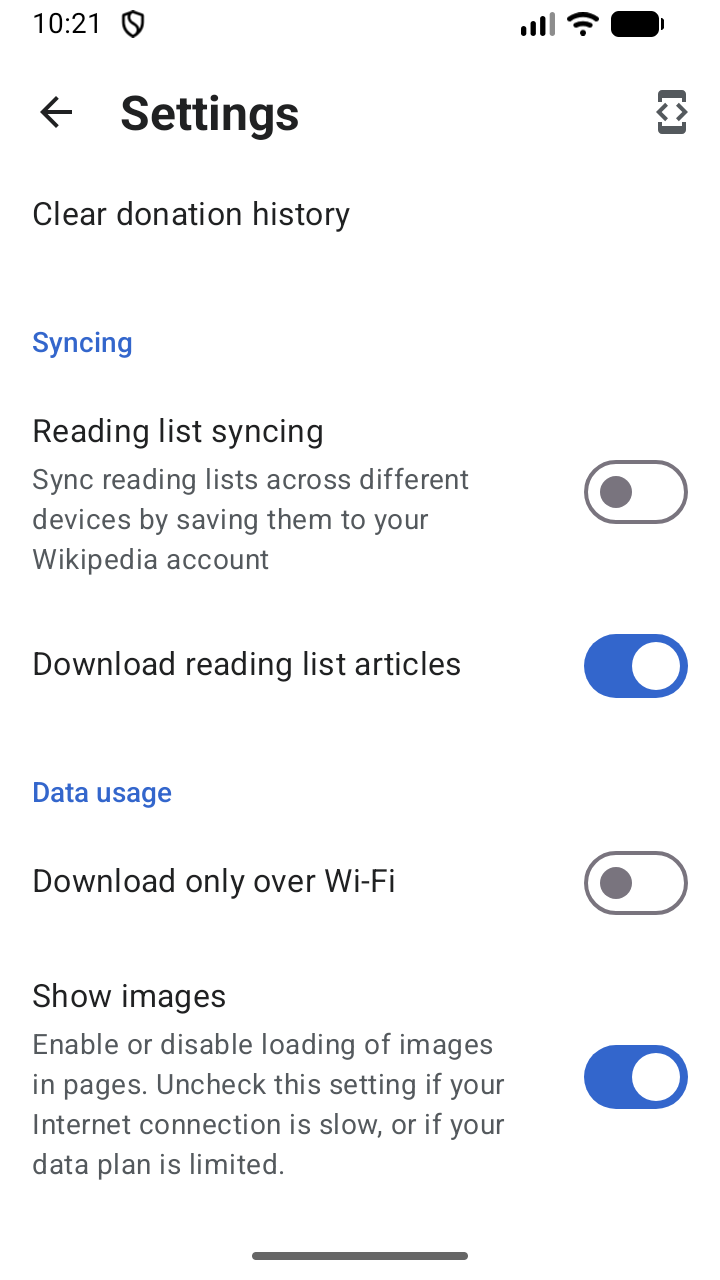 10:21
Settings
Clear donation history
Syncing
Reading list syncing
Sync reading lists across different
devices by saving them to your
Wikipedia account
Download reading list articles
Data usage
Download only over Wi-Fi
Show images
Enable or disable loading of images
in pages. Uncheck this setting if your
Internet connection is slow, or if your
data plan is limited.